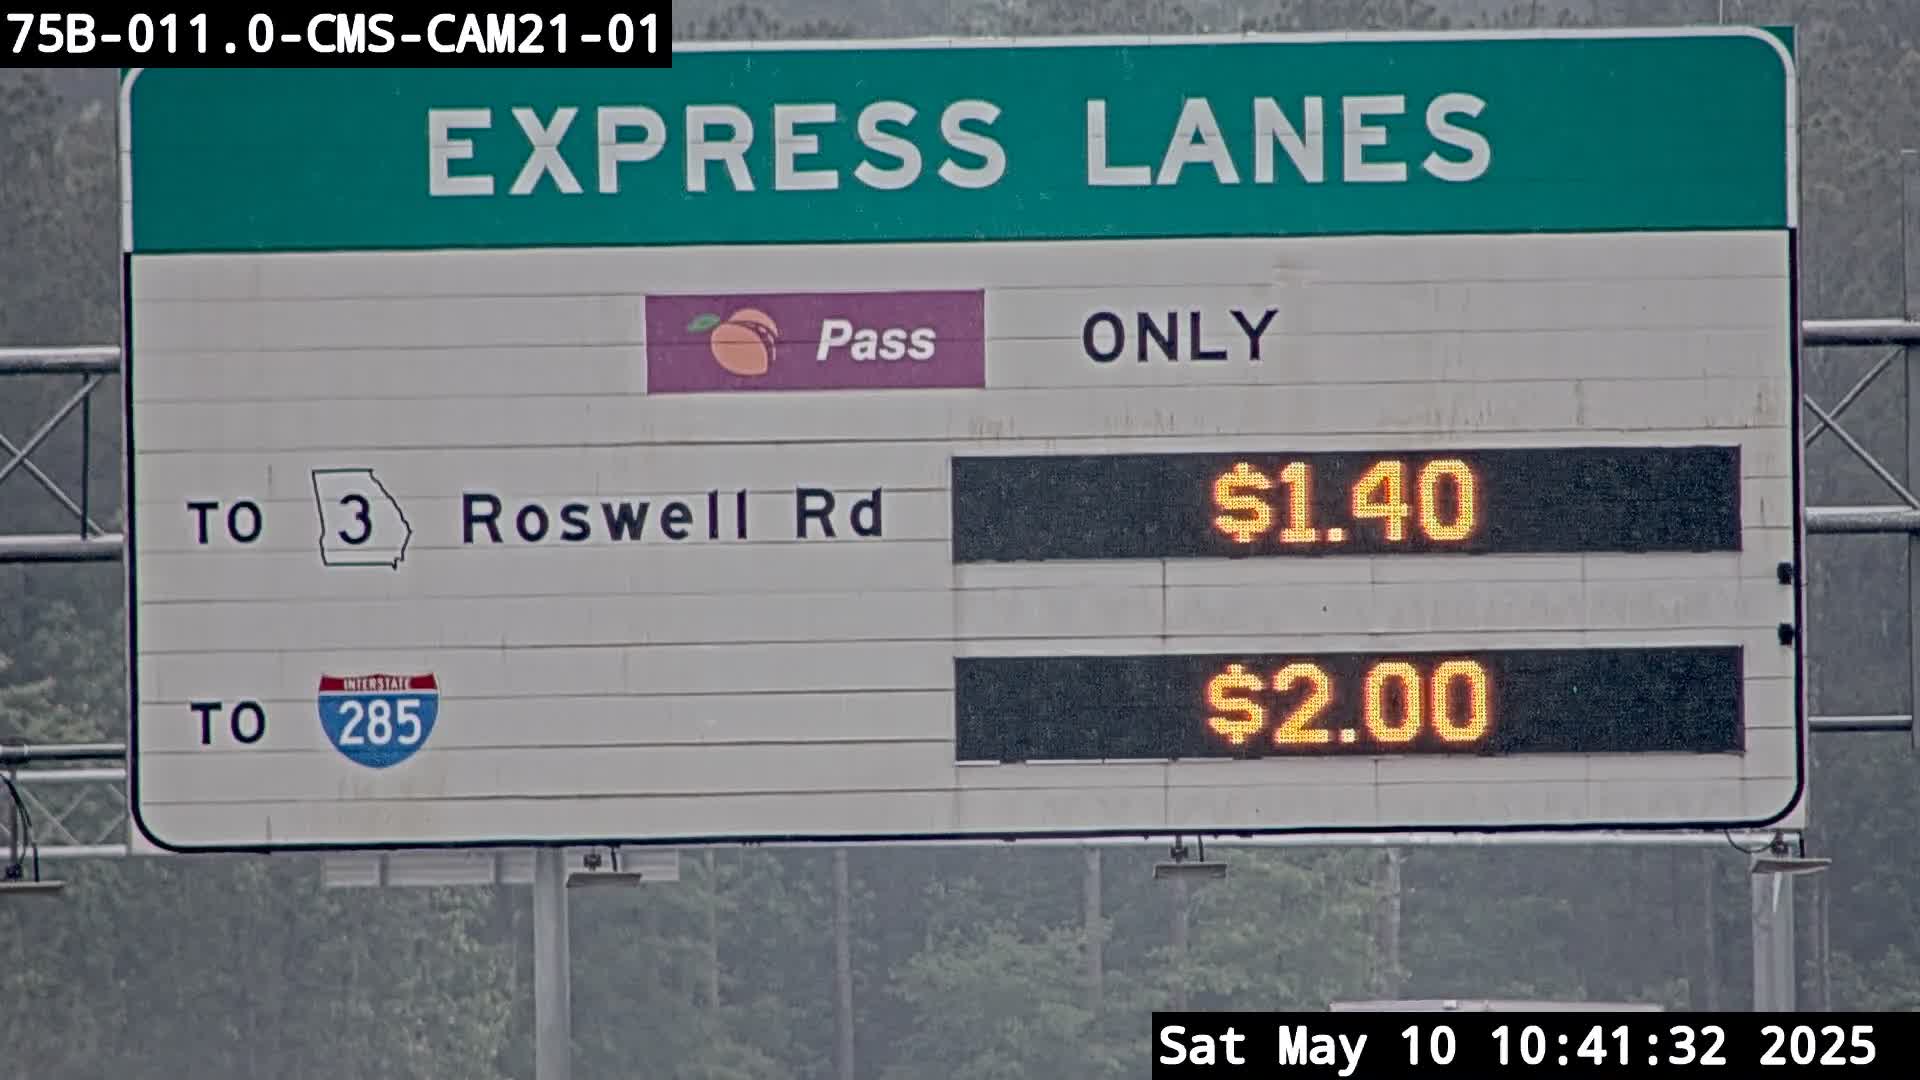 75B-011.0-CMS-CAM21-01
EXPRESS LANES
Pass ONLY
TO 3 Roswell Rd $1.40
INTERSTATE
TO 285 $2.00
Sat May 10 10:41:32 2025